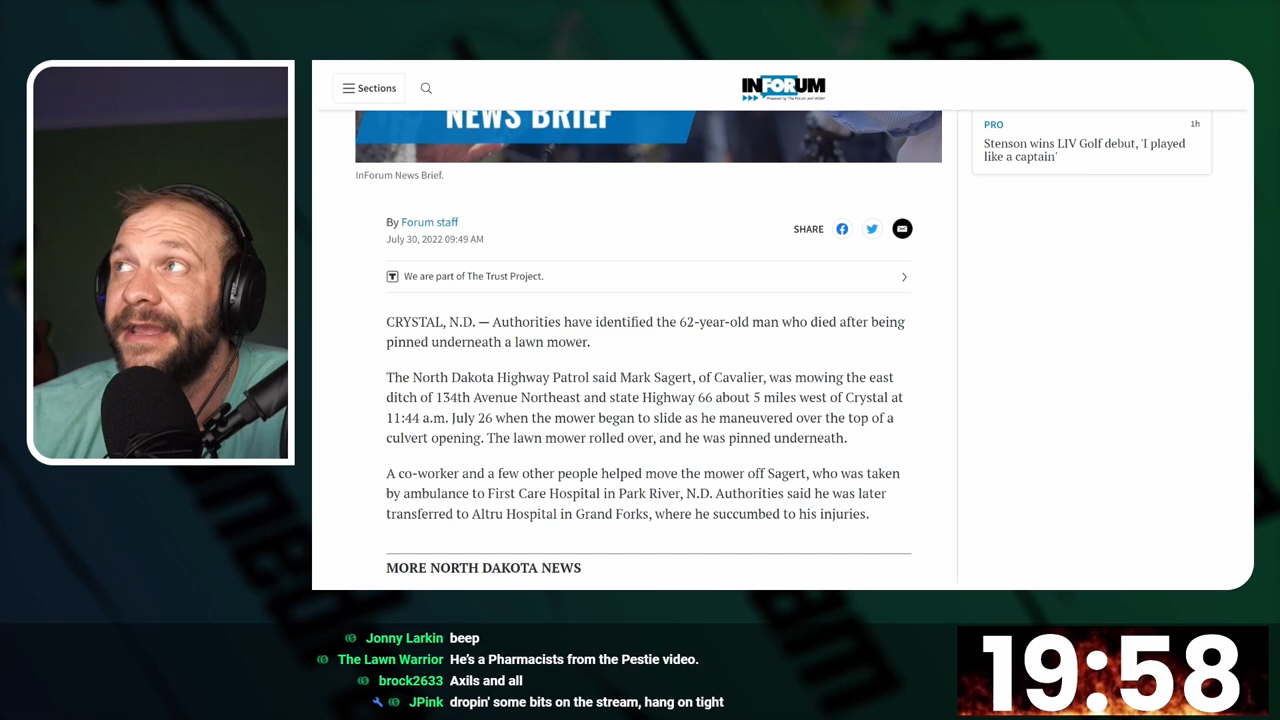 Sections
INFORUM
Powered by The Forum and WDAY
NEWS BRIEF
PRO
1h
Stenson wins LIV Golf debut, 'I played
like a captain'
InForum News Brief.
By Forum staff
July 30, 2022 09:49 AM
SHARE
T We are part of The Trust Project.
CRYSTAL, N.D. — Authorities have identified the 62-year-old man who died after being
pinned underneath a lawn mower.
The North Dakota Highway Patrol said Mark Sagert, of Cavalier, was mowing the east
ditch of 134th Avenue Northeast and state Highway 66 about 5 miles west of Crystal at
11:44 a.m. July 26 when the mower began to slide as he maneuvered over the top of a
culvert opening. The lawn mower rolled over, and he was pinned underneath.
A co-worker and a few other people helped move the mower off Sagert, who was taken
by ambulance to First Care Hospital in Park River, N.D. Authorities said he was later
transferred to Altru Hospital in Grand Forks, where he succumbed to his injuries.
MORE NORTH DAKOTA NEWS
Jonny Larkin beep
The Lawn Warrior He's a Pharmacists from the Pestie video.
brock2633 Axils and all
JPink dropin' some bits on the stream, hang on tight
19:58